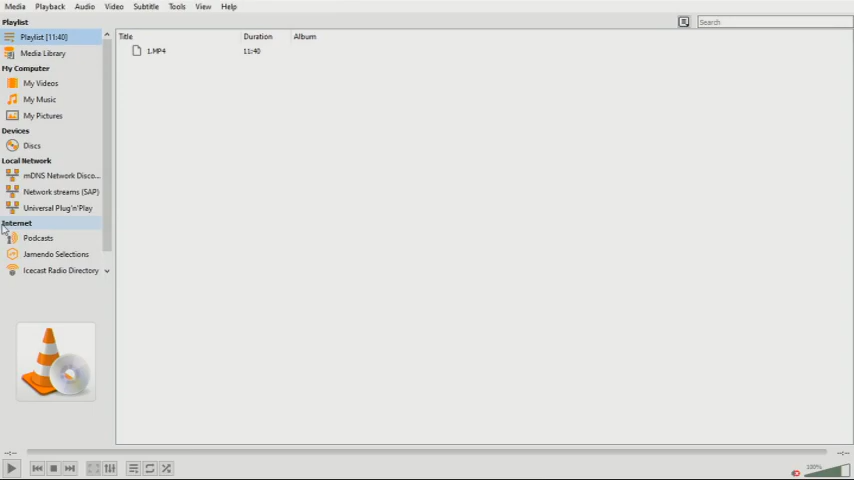 Media Playback Audio Video Subtitle Tools View Help
Playlist
Search
Playlist [11:40]
Media Library
My Computer
My Videos
My Music
My Pictures
Devices
Discs
Local Network
mDNS Network Disco...
Network streams (SAP)
Universal Plug'n'Play
Internet
Podcasts
Jamendo Selections
Icecast Radio Directory
Title Duration Album
1.MP4 11:40
--:-- --:--
100%